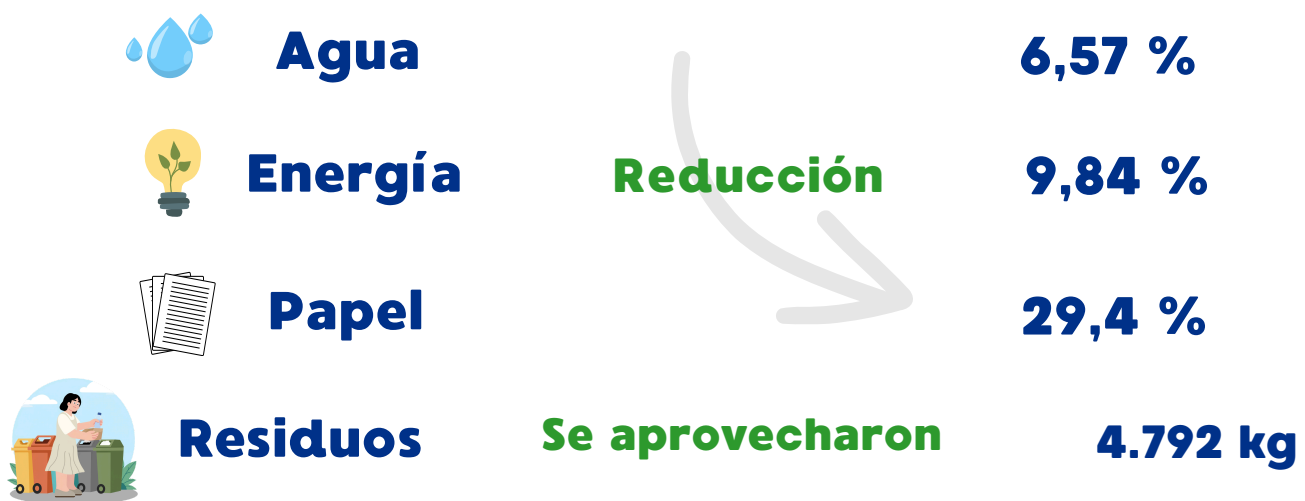 Agua 6,57 %
Energía Reducción 9,84 %
Papel 29,4 %
Residuos Se aprovecharon 4.792 kg